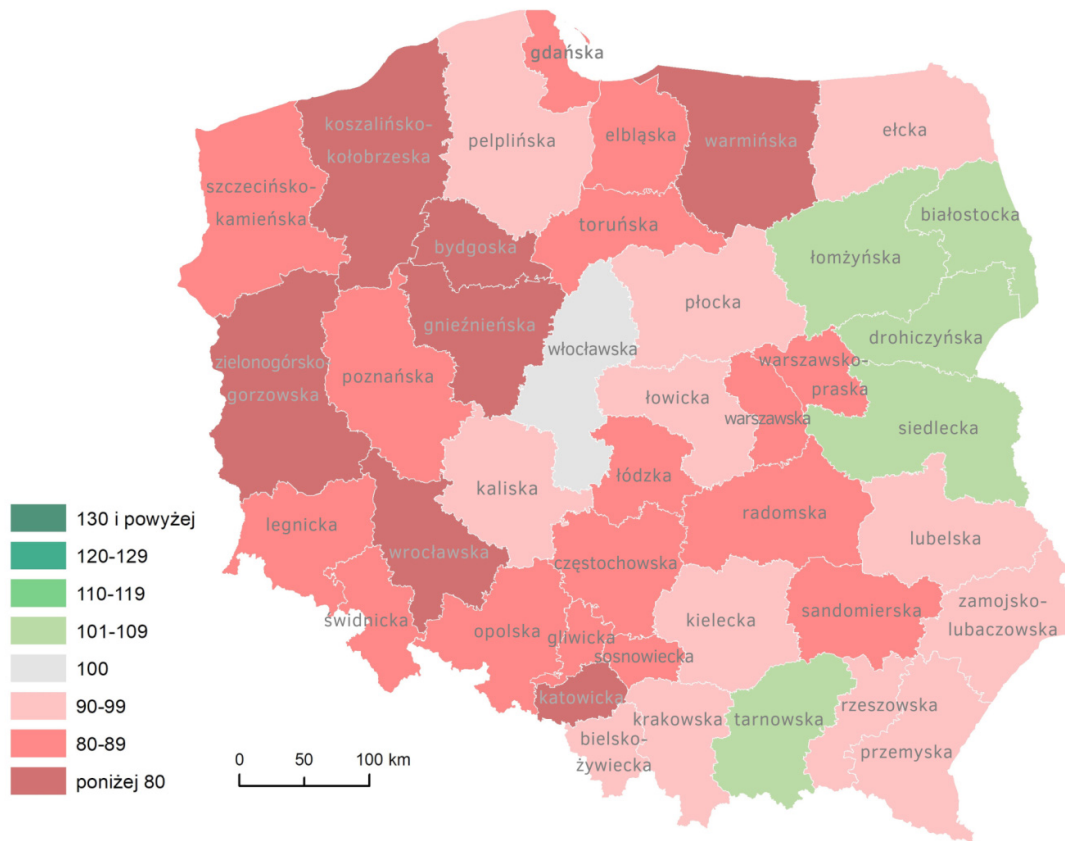 gdańska
koszalińsko-
kołobrzeska
pelplińska
elbląska
warmińska
ełcka
szczecińsko-
kamieńska
toruńska
białostocka
bydgoska
łomżyńska
płocka
gnieźnieńska
drohiczyńska
włocławska
zielonogórsko
gorzowska
poznańska
warszawsko-
praska
łowicka
warszawska
siedlecka
kaliska
łódzka
legnicka
radomska
lubelska
wrocławska
częstochowska
świdnicka
opolska
gliwicka
sosnowiecka
kielecka
sandomierska
zamojsko-
lubaczowska
katowicka
bielsko-
żywiecka
krakowska
tarnowska
rzeszowska
przemyska
130 i powyżej
120-129
110-119
101-109
100
90-99
80-89
poniżej 80
0 50 100 km